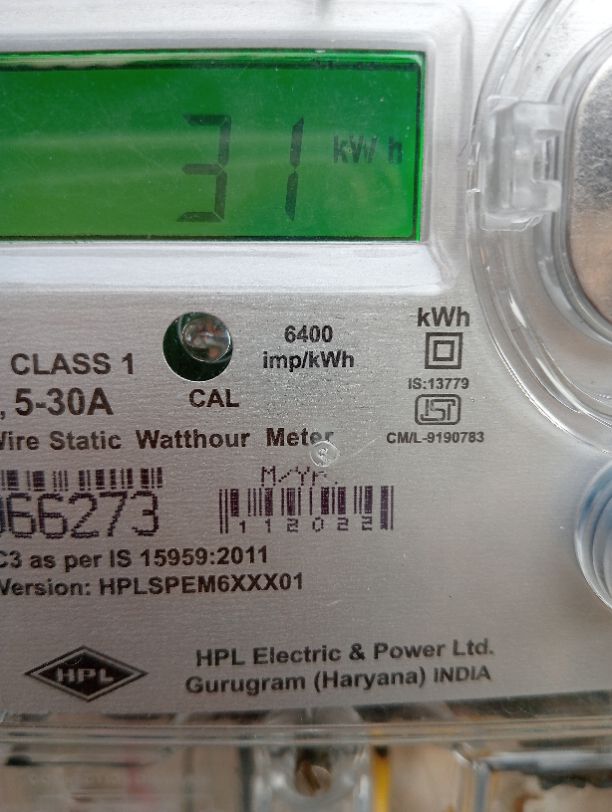 31 kWh
6400
imp/kWh
kWh
CLASS 1
IS:13779
, 5-30A
CAL
ISI
CM/L-9190783
Wire Static Watthour Meter
M/Yr.
066273
112022
C3 as per IS 15959:2011
Version: HPLSPEM6XXX01
HPL
HPL Electric & Power Ltd.
Gurugram (Haryana) INDIA